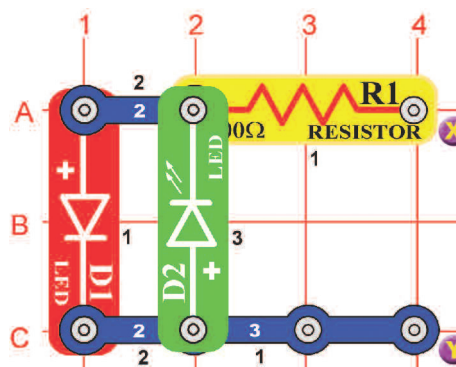 1 2 3 4
2
A 2 R1
00Ω RESISTOR X
LED
+ 1
B
1 3
LED D1 D2 +
C 2 3 Y
2 1